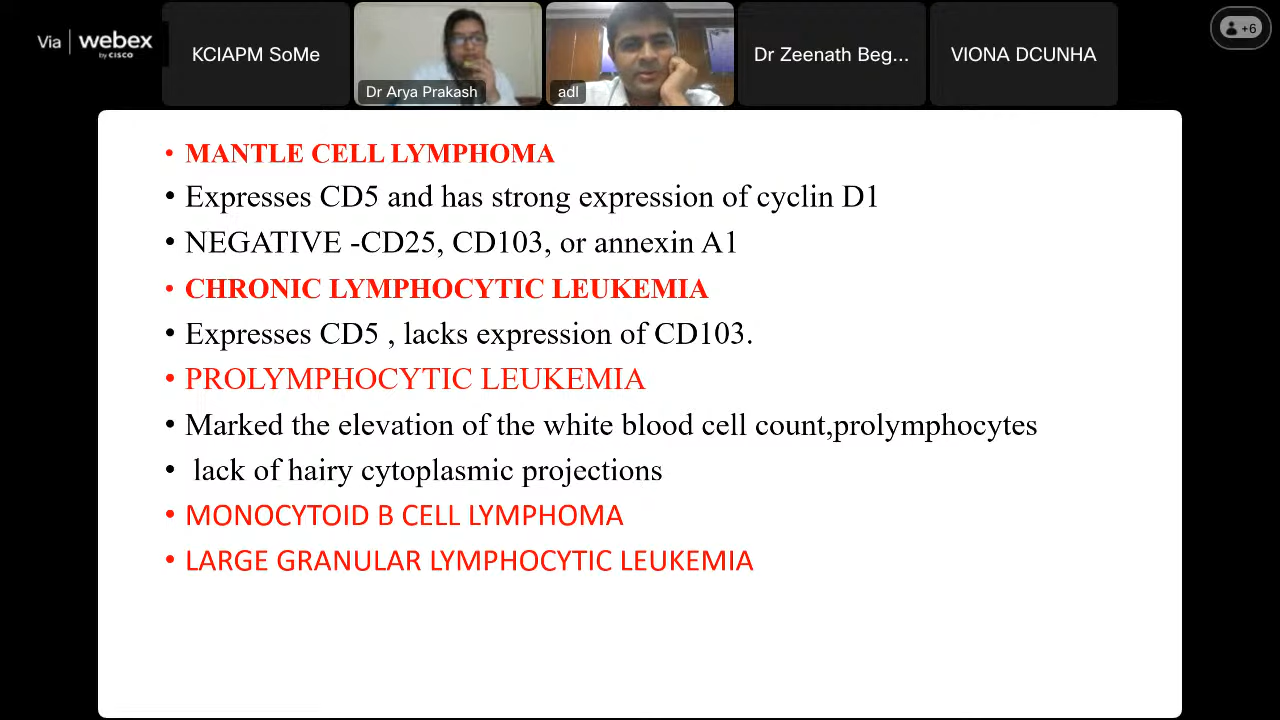 Via webex
by CISCO
KCIAPM SoMe
Dr Arya Prakash
adl
Dr Zeenath Beg...
VIONA DCUNHA
+6
• MANTLE CELL LYMPHOMA
• Expresses CD5 and has strong expression of cyclin D1
• NEGATIVE -CD25, CD103, or annexin A1
• CHRONIC LYMPHOCYTIC LEUKEMIA
• Expresses CD5 , lacks expression of CD103.
• PROLYMPHOCYTIC LEUKEMIA
• Marked the elevation of the white blood cell count,prolymphocytes
• lack of hairy cytoplasmic projections
• MONOCYTOID B CELL LYMPHOMA
• LARGE GRANULAR LYMPHOCYTIC LEUKEMIA